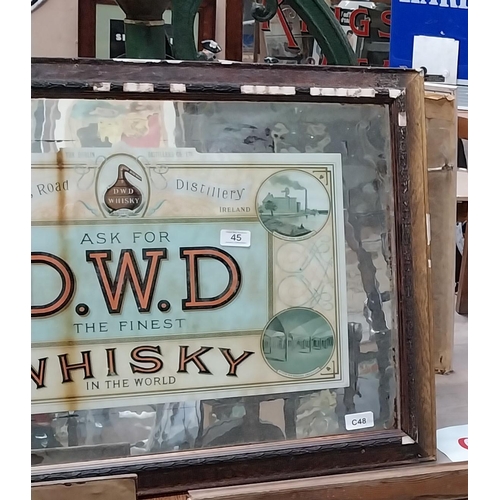 Road
Distillery
D.W.D
WHISKY
IRELAND
ASK FOR
45
D.W.D
THE FINEST
WHISKY
IN THE WORLD
C48